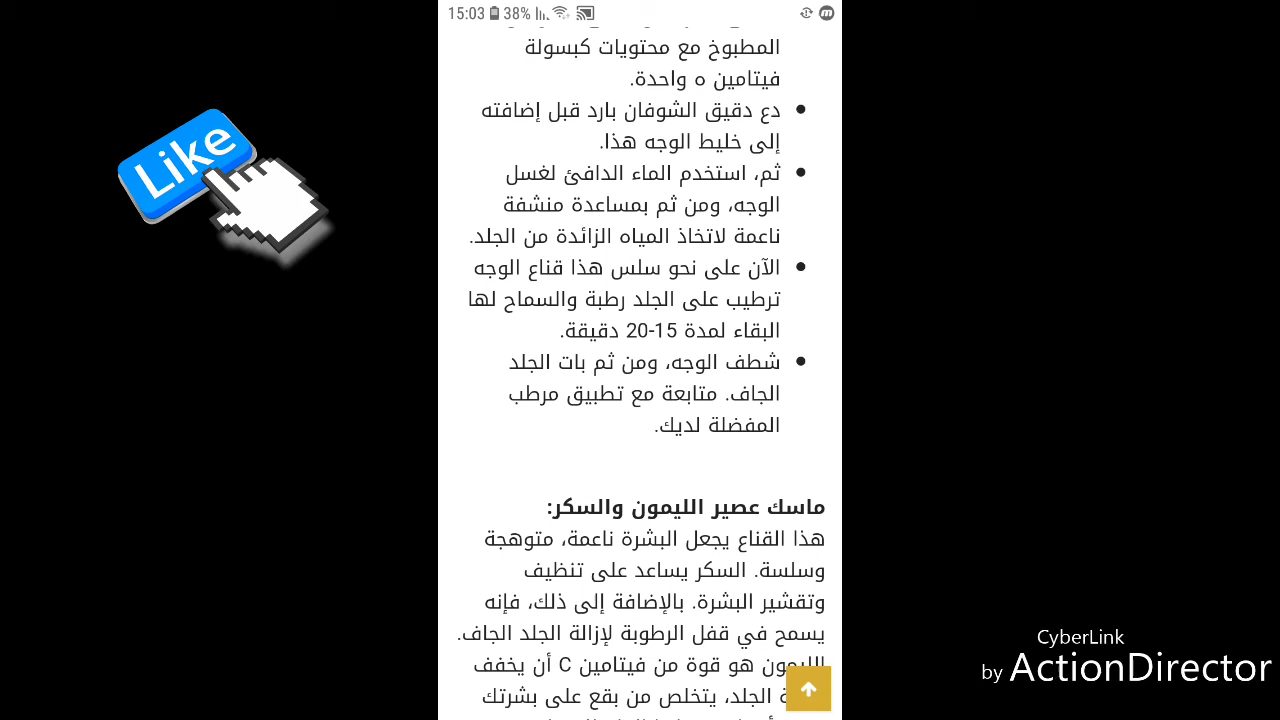 15:03 38%
المطبوخ مع محتويات كبسولة
فيتامين ه واحدة.
دع دقيق الشوفان بارد قبل إضافته
إلى خليط الوجه هذا.
ثم، استخدم الماء الدافئ لغسل
الوجه، ومن ثم بمساعدة منشفة
ناعمة لاتخاذ المياه الزائدة من الجلد.
الآن على نحو سلس هذا قناع الوجه
ترطيب على الجلد رطبة والسماح لها
البقاء لمدة 15-20 دقيقة.
شطف الوجه، ومن ثم بات الجلد
الجاف. متابعة مع تطبيق مرطب
المفضلة لديك.
ماسك عصير الليمون والسكر:
هذا القناع يجعل البشرة ناعمة، متوهجة
وسلسة. السكر يساعد على تنظيف
وتقشير البشرة. بالإضافة إلى ذلك، فإنه
يسمح في قفل الرطوبة لإزالة الجلد الجاف.
الليمون هو قوة من فيتامين C أن يخفف
الجلد، يتخلص من بقع على بشرتك
Like
CyberLink
by ActionDirector